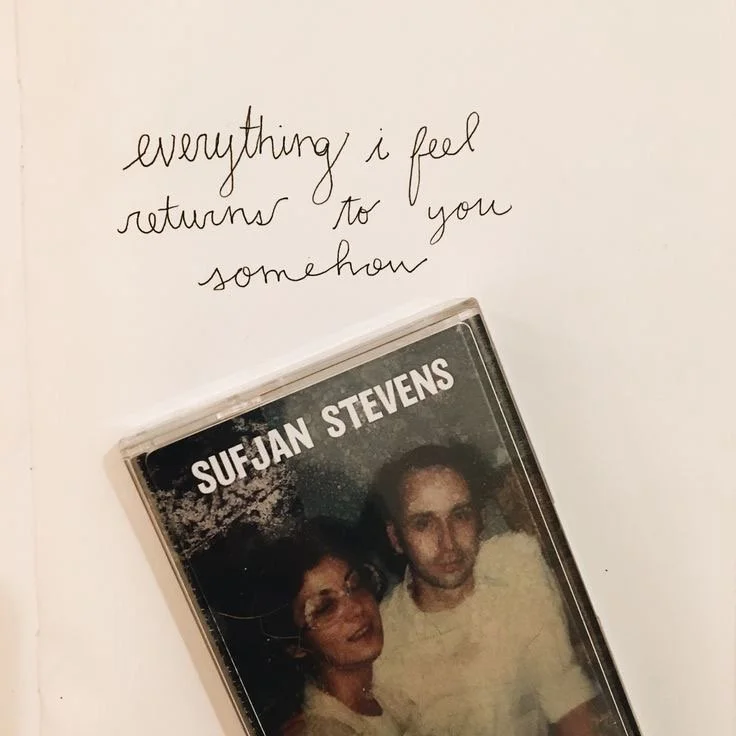 everything i feel
returns to you
somehow
SUFJAN STEVENS